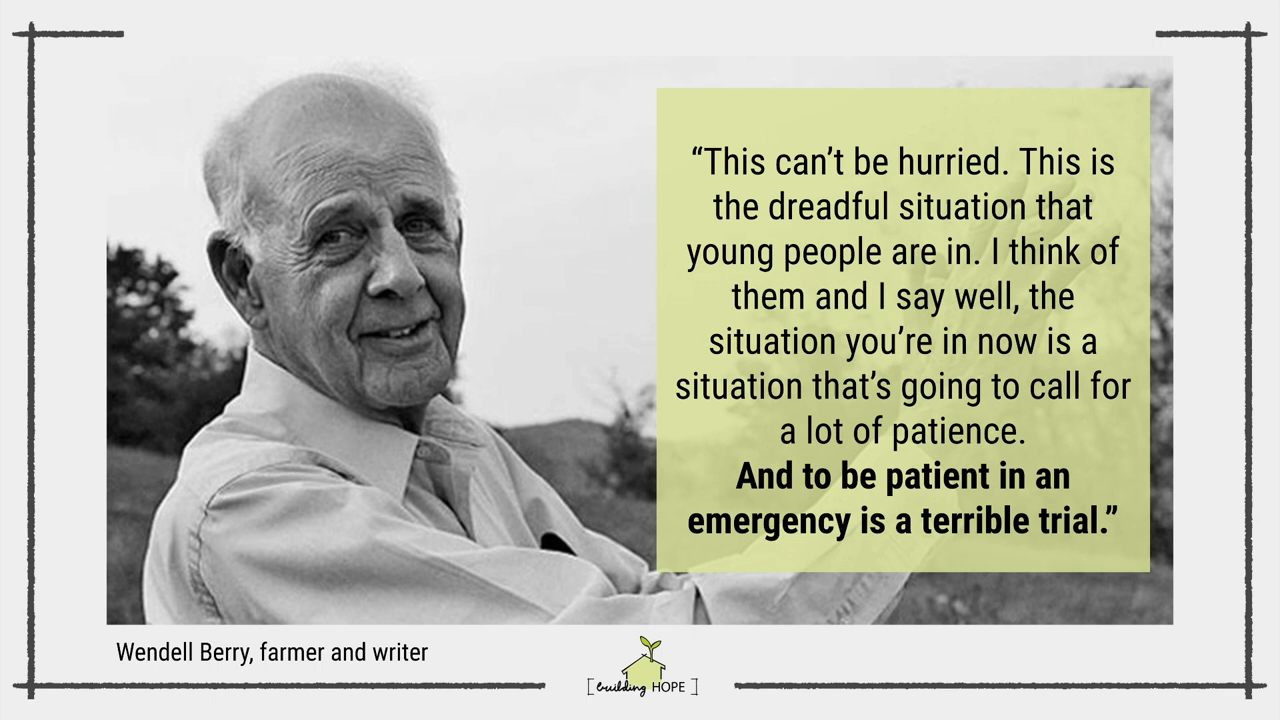 “This can’t be hurried. This is
the dreadful situation that
young people are in. I think of
them and I say well, the
situation you’re in now is a
situation that’s going to call for
a lot of patience.
And to be patient in an
emergency is a terrible trial.”
Wendell Berry, farmer and writer
[building HOPE]